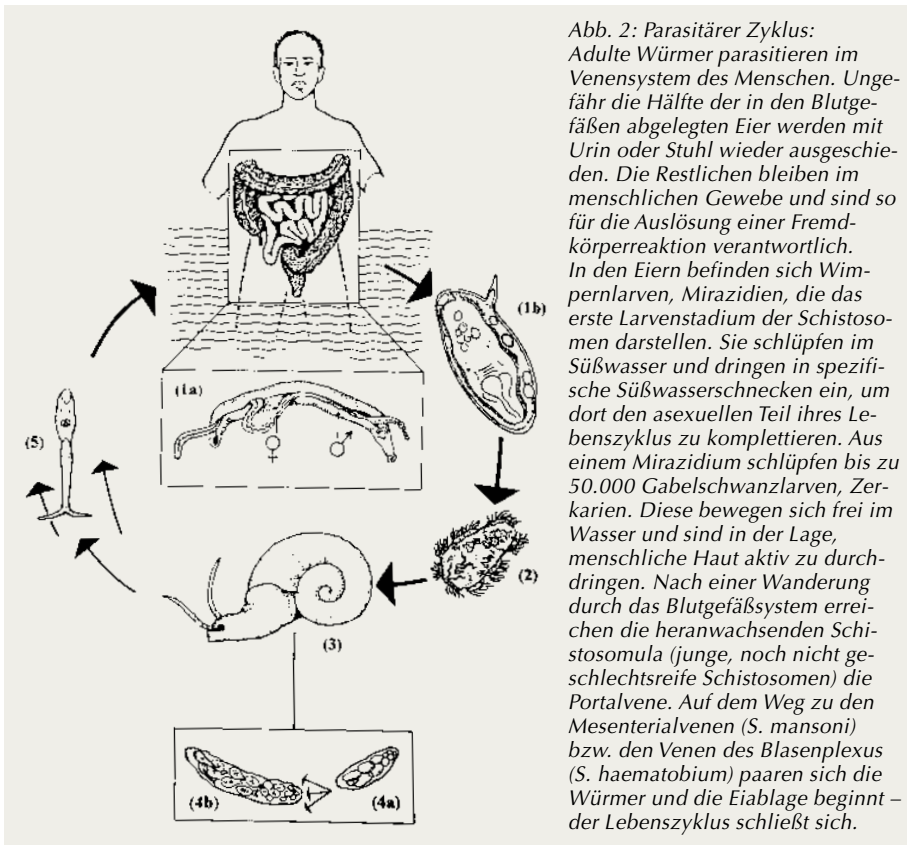 Abb. 2: Parasitärer Zyklus:
Adulte Würmer parasitieren im
Venensystem des Menschen. Unge-
fähr die Hälfte der in den Blutge-
fäßen abgelegten Eier werden mit
Urin oder Stuhl wieder ausgeschie-
den. Die Restlichen bleiben im
menschlichen Gewebe und sind so
für die Auslösung einer Fremd-
körperreaktion verantwortlich.
In den Eiern befinden sich Wim-
pernlarven, Mirazidien, die das
erste Larvenstadium der Schistoso-
men darstellen. Sie schlüpfen im
Süßwasser und dringen in spezifi-
sche Süßwasserschnecken ein, um
dort den asexuellen Teil ihres Le-
benszyklus zu komplettieren. Aus
einem Mirazidium schlüpfen bis zu
50.000 Gabelschwanzlarven, Zer-
karien. Diese bewegen sich frei im
Wasser und sind in der Lage,
menschliche Haut aktiv zu durch-
dringen. Nach einer Wanderung
durch das Blutgefäßsystem errei-
chen die heranwachsenden Schi-
stosomula (junge, noch nicht ge-
schlechtsreife Schistosomen) die
Portalvene. Auf dem Weg zu den
Mesenterialvenen (S. mansoni)
bzw. den Venen des Blasenplexus
(S. haematobium) paaren sich die
Würmer und die Eiablage beginnt –
der Lebenszyklus schließt sich.
(1b)
(1a)
♀ ♂
(5)
(2)
(3)
(4b) (4a)